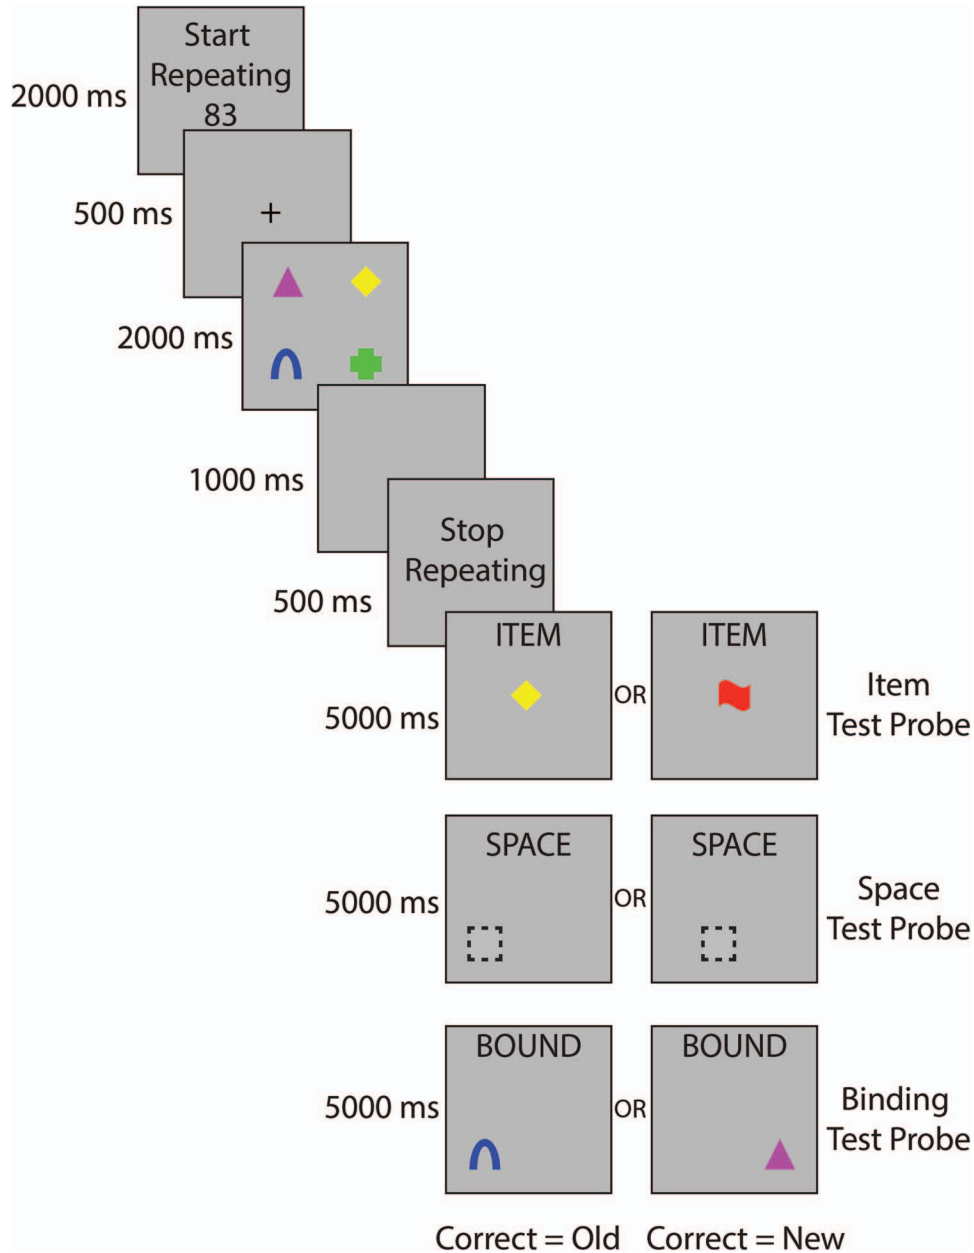 Start
Repeating
83
2000 ms
+
500 ms
2000 ms
1000 ms
Stop
Repeating
500 ms
ITEM
ITEM
5000 ms
OR
Item
Test Probe
SPACE
SPACE
5000 ms
OR
Space
Test Probe
BOUND
BOUND
5000 ms
OR
Binding
Test Probe
Correct = Old
Correct = New